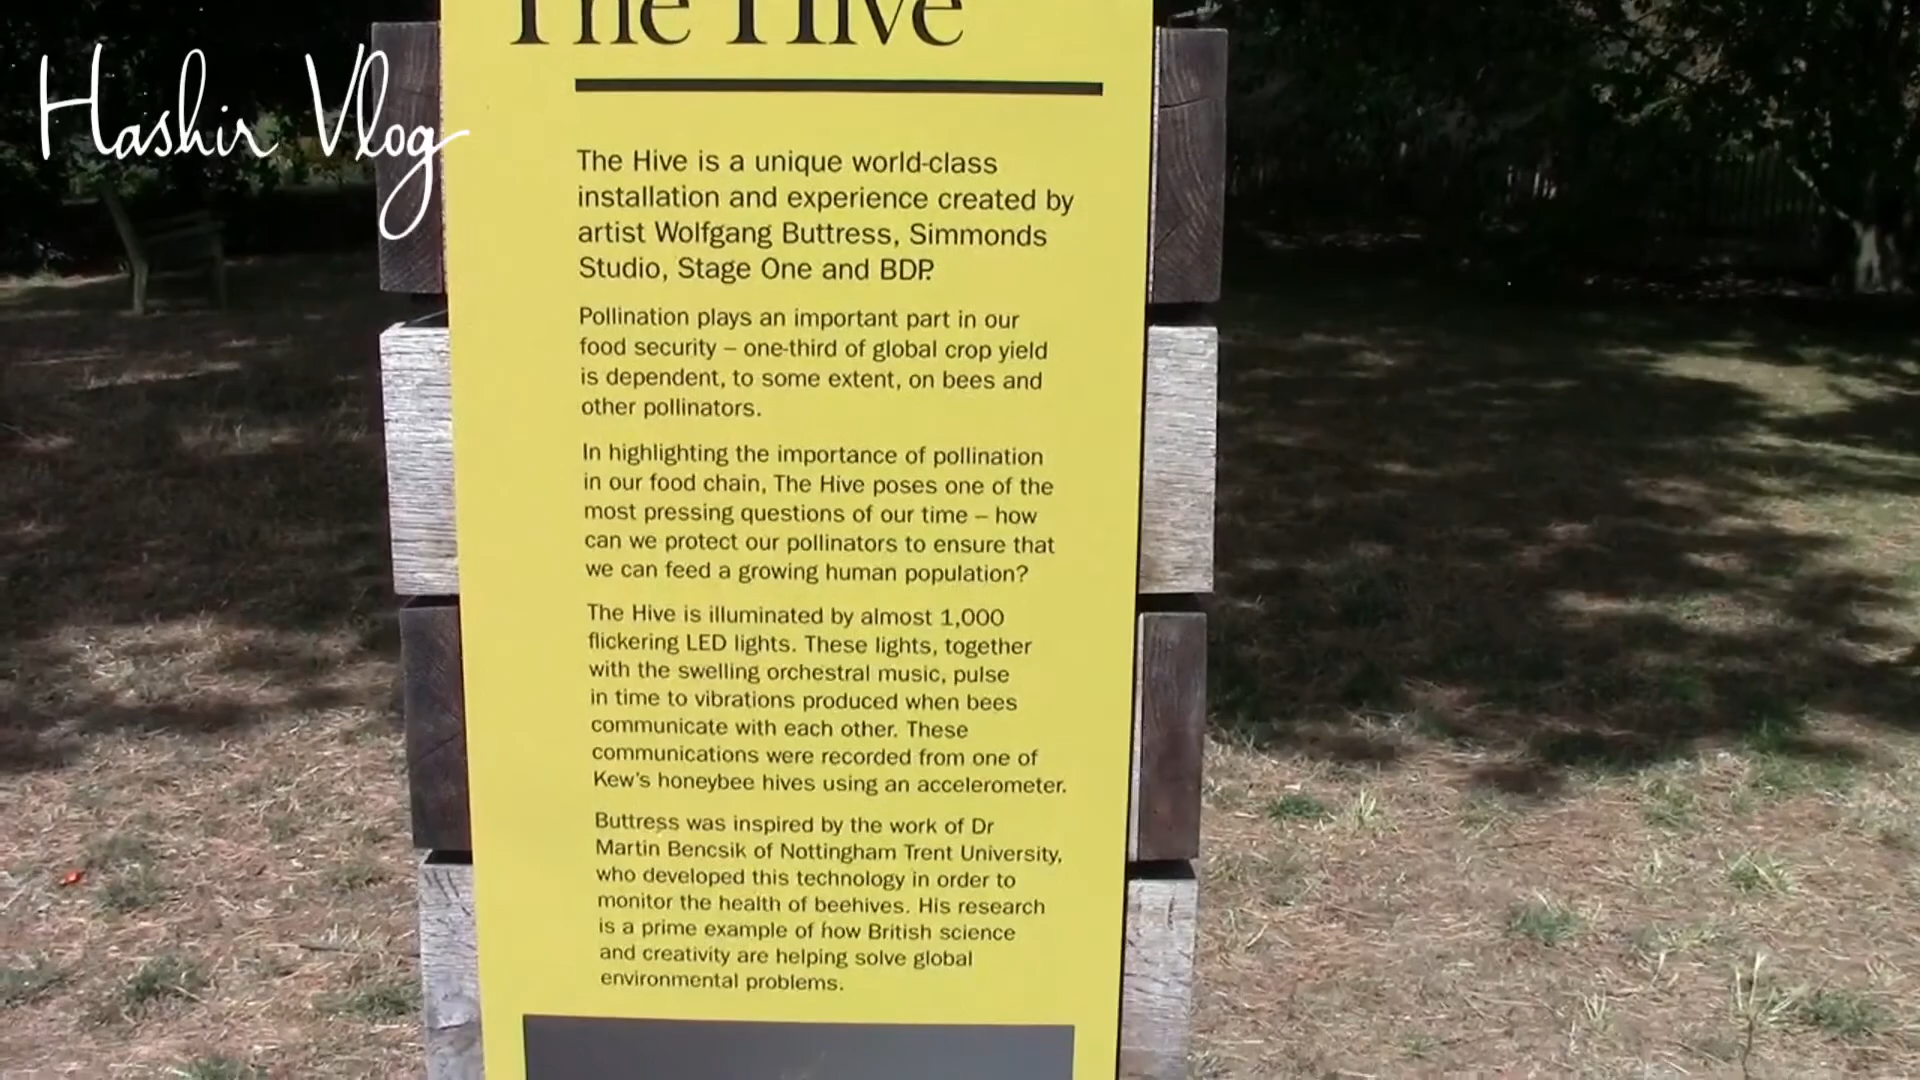 The Hive
Hashir Vlog
The Hive is a unique world-class
installation and experience created by
artist Wolfgang Buttress, Simmonds
Studio, Stage One and BDP.
Pollination plays an important part in our
food security – one-third of global crop yield
is dependent, to some extent, on bees and
other pollinators.
In highlighting the importance of pollination
in our food chain, The Hive poses one of the
most pressing questions of our time – how
can we protect our pollinators to ensure that
we can feed a growing human population?
The Hive is illuminated by almost 1,000
flickering LED lights. These lights, together
with the swelling orchestral music, pulse
in time to vibrations produced when bees
communicate with each other. These
communications were recorded from one of
Kew's honeybee hives using an accelerometer.
Buttress was inspired by the work of Dr
Martin Bencsik of Nottingham Trent University,
who developed this technology in order to
monitor the health of beehives. His research
is a prime example of how British science
and creativity are helping solve global
environmental problems.